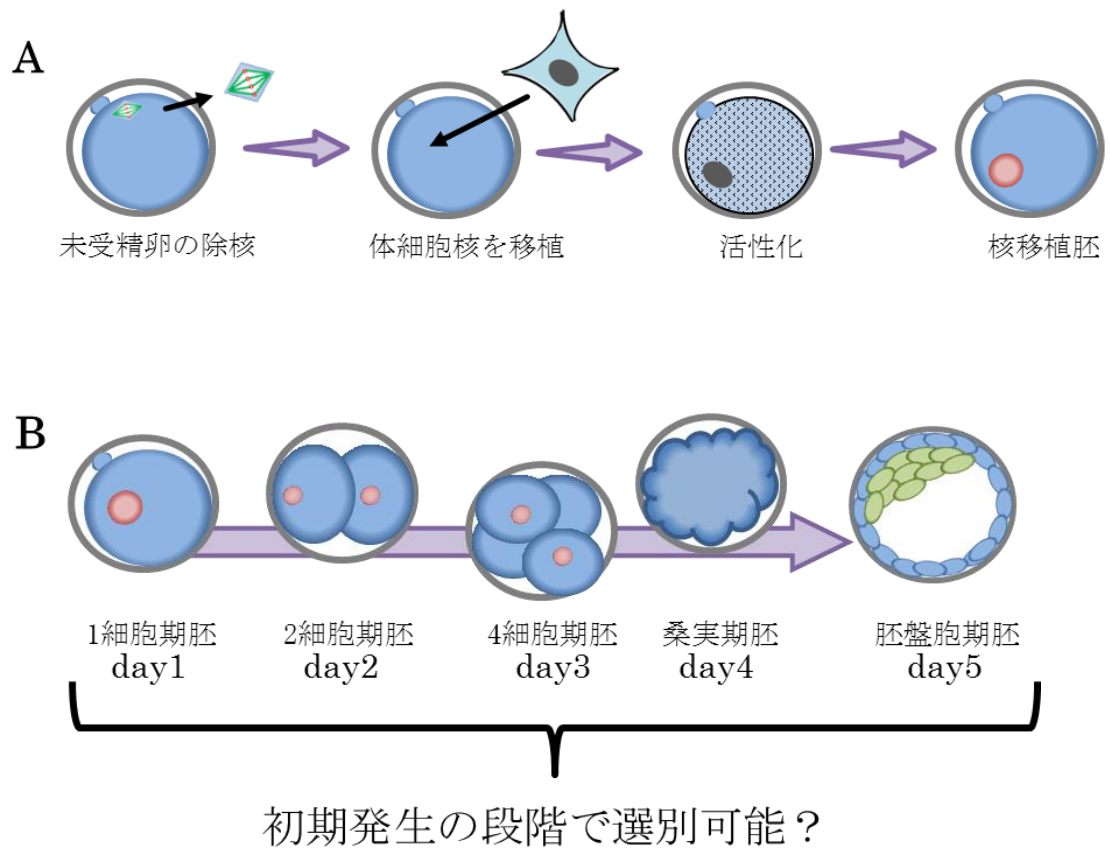 A
未受精卵の除核
体細胞核を移植
活性化
核移植胚
B
1細胞期胚
day1
2細胞期胚
day2
4細胞期胚
day3
桑実期胚
day4
胚盤胞期胚
day5
初期発生の段階で選別可能？